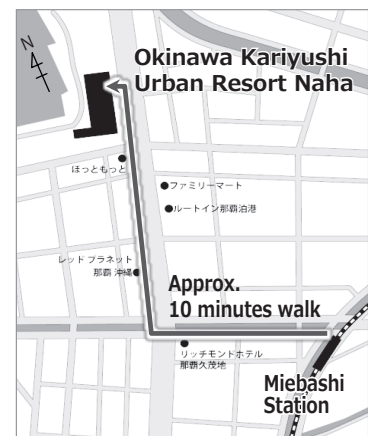 N
Okinawa Kariyushi
Urban Resort Naha
ほっともっと
ファミリーマート
ルートイン那覇泊港
レッド プラネット
那覇 沖縄
Approx.
10 minutes walk
リッチモンドホテル
那覇久茂地
Miebashi
Station